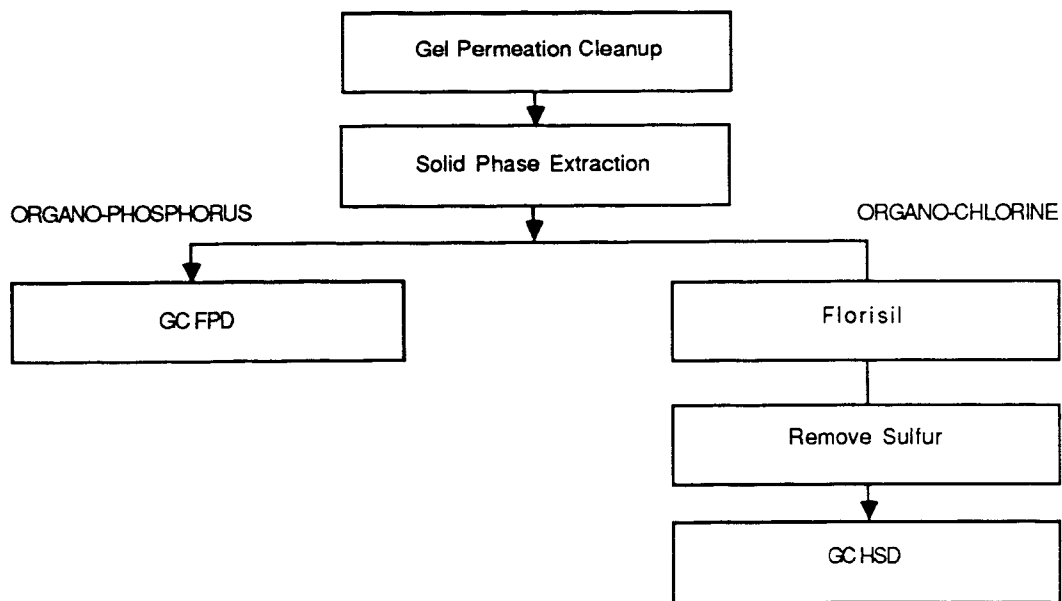 Gel Permeation Cleanup
Solid Phase Extraction
ORGANO-PHOSPHORUS
ORGANO-CHLORINE
GC FPD
Florisil
Remove Sulfur
GC HSD